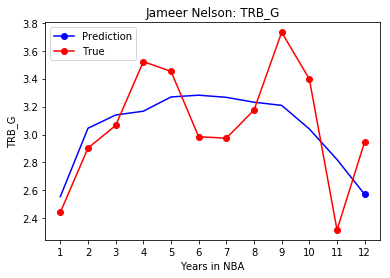 Jameer Nelson: TRB_G
Prediction
True
3.8
3.6
3.4
3.2
3.0
2.8
2.6
2.4
TRB_G
1 2 3 4 5 6 7 8 9 10 11 12
Years in NBA